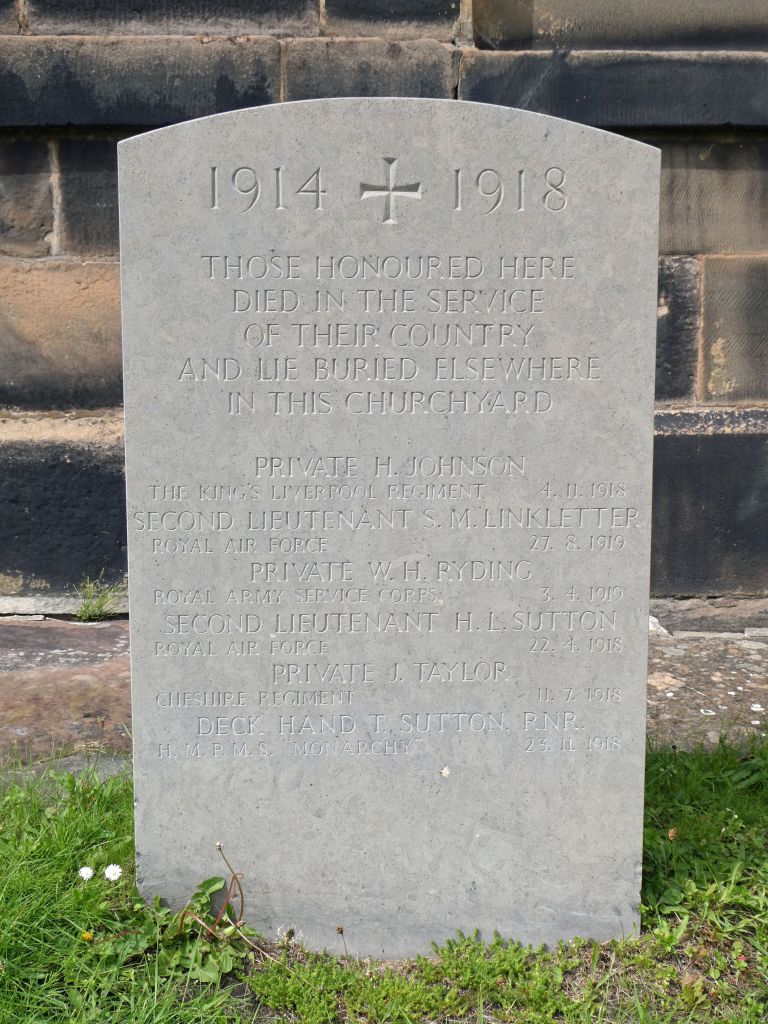 1914 1918
THOSE HONOURED HERE
DIED IN THE SERVICE
OF THEIR COUNTRY
AND LIE BURIED ELSEWHERE
IN THIS CHURCHYARD
PRIVATE H. JOHNSON
THE KING'S LIVERPOOL REGIMENT 4.11.1918
SECOND LIEUTENANT S. M. LINKLETTER
ROYAL AIR FORCE 27.8.1919
PRIVATE W. H. RYDING
ROYAL ARMY SERVICE CORPS 3.4.1919
SECOND LIEUTENANT H. L. SUTTON
ROYAL AIR FORCE 22.4.1918
PRIVATE J. TAYLOR
CHESHIRE REGIMENT 11.7.1918
DECK HAND T. SUTTON, R.N.R.
H. M. P. M. S. "MONARCHY" 23.11.1918